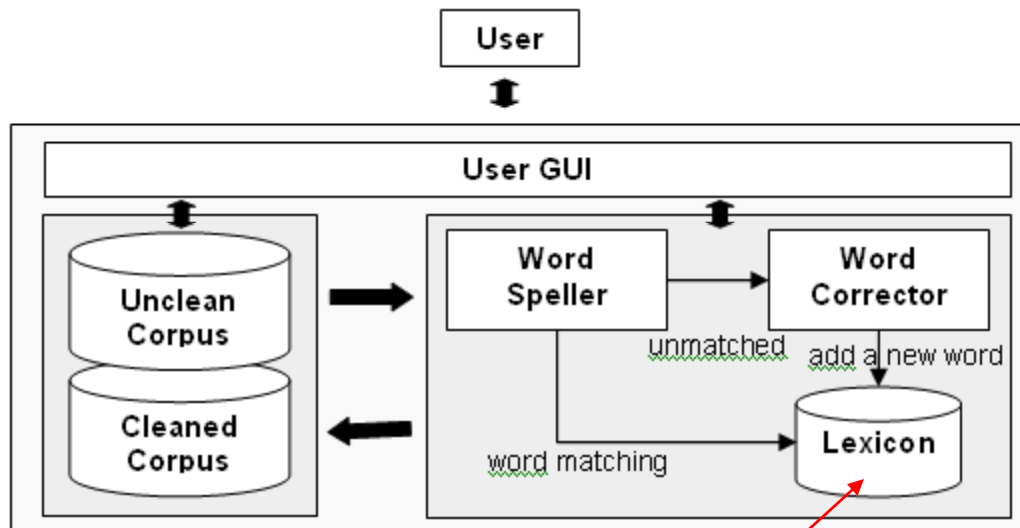 User
User GUI
Word
Speller
Word
Corrector
Unclean
Corpus
unmatched
add a new word
Cleaned
Corpus
Lexicon
word matching